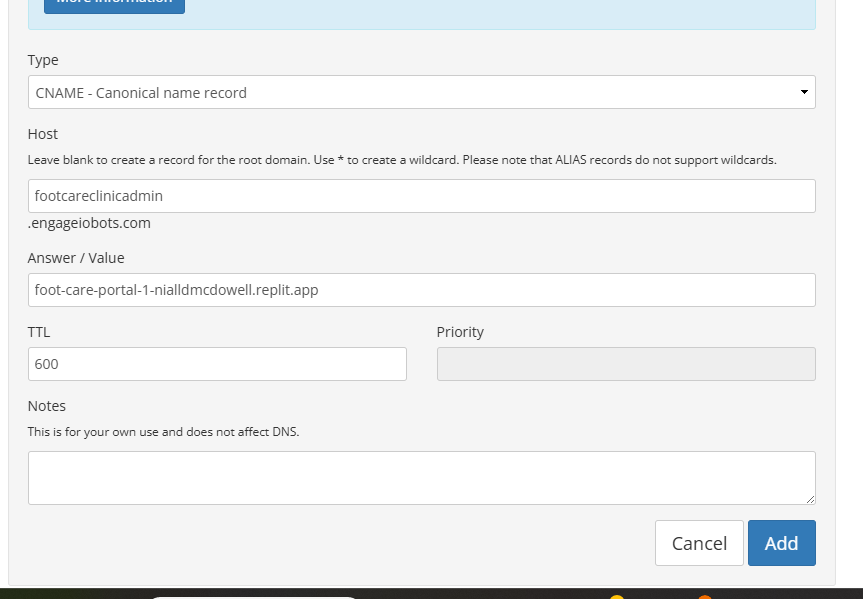 More Information
Type
CNAME - Canonical name record
Host
Leave blank to create a record for the root domain. Use * to create a wildcard. Please note that ALIAS records do not support wildcards.
footcareclinicadmin
.engageiobots.com
Answer / Value
foot-care-portal-1-nialldmcdowell.replit.app
TTL
Priority
600
Notes
This is for your own use and does not affect DNS.
Cancel
Add